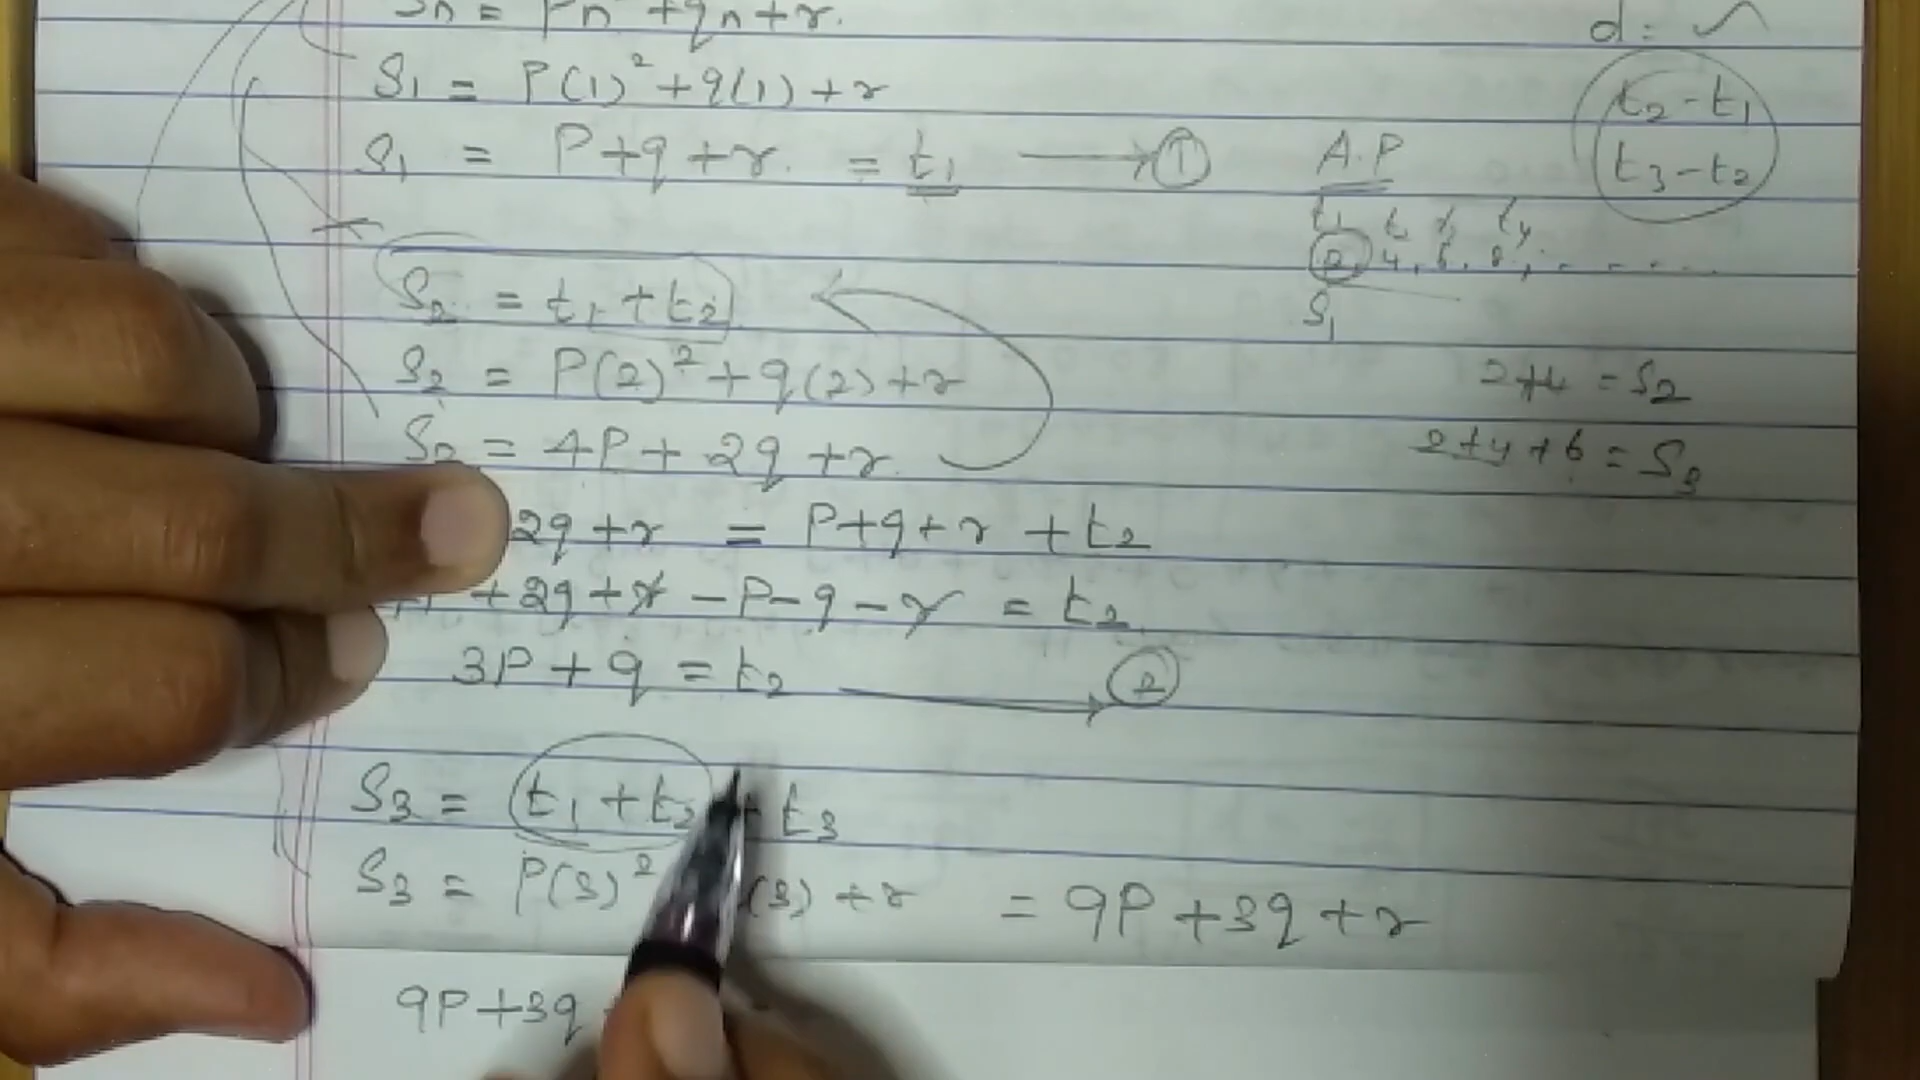 Sn = Pn² + qn + r.
S1 = P(1)² + q(1) + r
S1 = P + q + r. = t1 → ①
S2 = t1 + t2
S2 = P(2)² + q(2) + r
S2 = 4P + 2q + r
2q + r = P + q + r + t2
+ 2q + r - P - q - r = t2
3P + q = t2 → ②
S3 = t1 + t2 + t3
S3 = P(3)² (3) + r = 9P + 3q + r
9P + 3q
d =
t2 - t1
t3 - t2
A.P
t1, t, t, t4
2, 4, 6, 8, - - - - -
S1
2+4 = S2
2+4+6 = S3